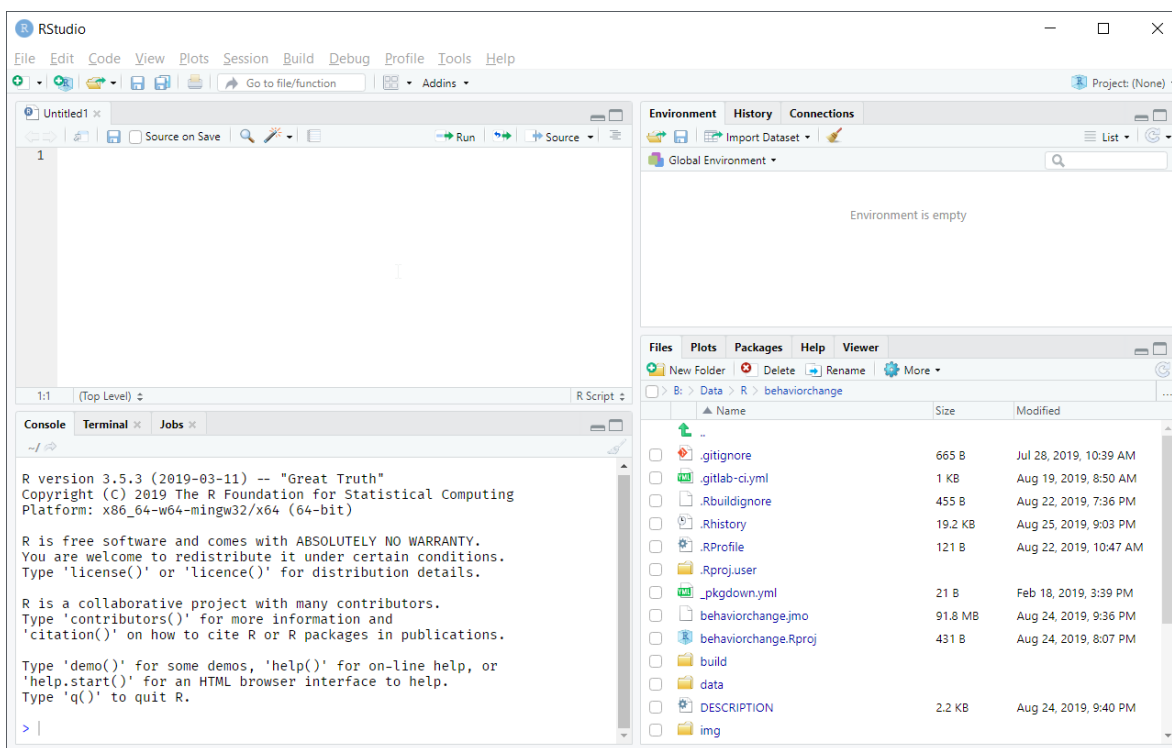 RStudio
File Edit Code View Plots Session Build Debug Profile Tools Help
Go to file/function Addins Project: (None)
Untitled1
Source on Save Run Source
1
1:1 (Top Level) R Script
Console Terminal Jobs
~/
R version 3.5.3 (2019-03-11) -- "Great Truth"
Copyright (C) 2019 The R Foundation for Statistical Computing
Platform: x86_64-w64-mingw32/x64 (64-bit)
R is free software and comes with ABSOLUTELY NO WARRANTY.
You are welcome to redistribute it under certain conditions.
Type 'license()' or 'licence()' for distribution details.
R is a collaborative project with many contributors.
Type 'contributors()' for more information and
'citation()' on how to cite R or R packages in publications.
Type 'demo()' for some demos, 'help()' for on-line help, or
'help.start()' for an HTML browser interface to help.
Type 'q()' to quit R.
>
Environment History Connections
Import Dataset List
Global Environment
Environment is empty
Files Plots Packages Help Viewer
New Folder Delete Rename More
B: > Data > R > behaviorchange ...
Name Size Modified
..
.gitignore 665 B Jul 28, 2019, 10:39 AM
.gitlab-ci.yml 1 KB Aug 19, 2019, 8:50 AM
.Rbuildignore 455 B Aug 22, 2019, 7:36 PM
.Rhistory 19.2 KB Aug 25, 2019, 9:03 PM
.RProfile 121 B Aug 22, 2019, 10:47 AM
.Rproj.user
_pkgdown.yml 21 B Feb 18, 2019, 3:39 PM
behaviorchange.jmo 91.8 MB Aug 24, 2019, 9:36 PM
behaviorchange.Rproj 431 B Aug 24, 2019, 8:07 PM
build
data
DESCRIPTION 2.2 KB Aug 24, 2019, 9:40 PM
img